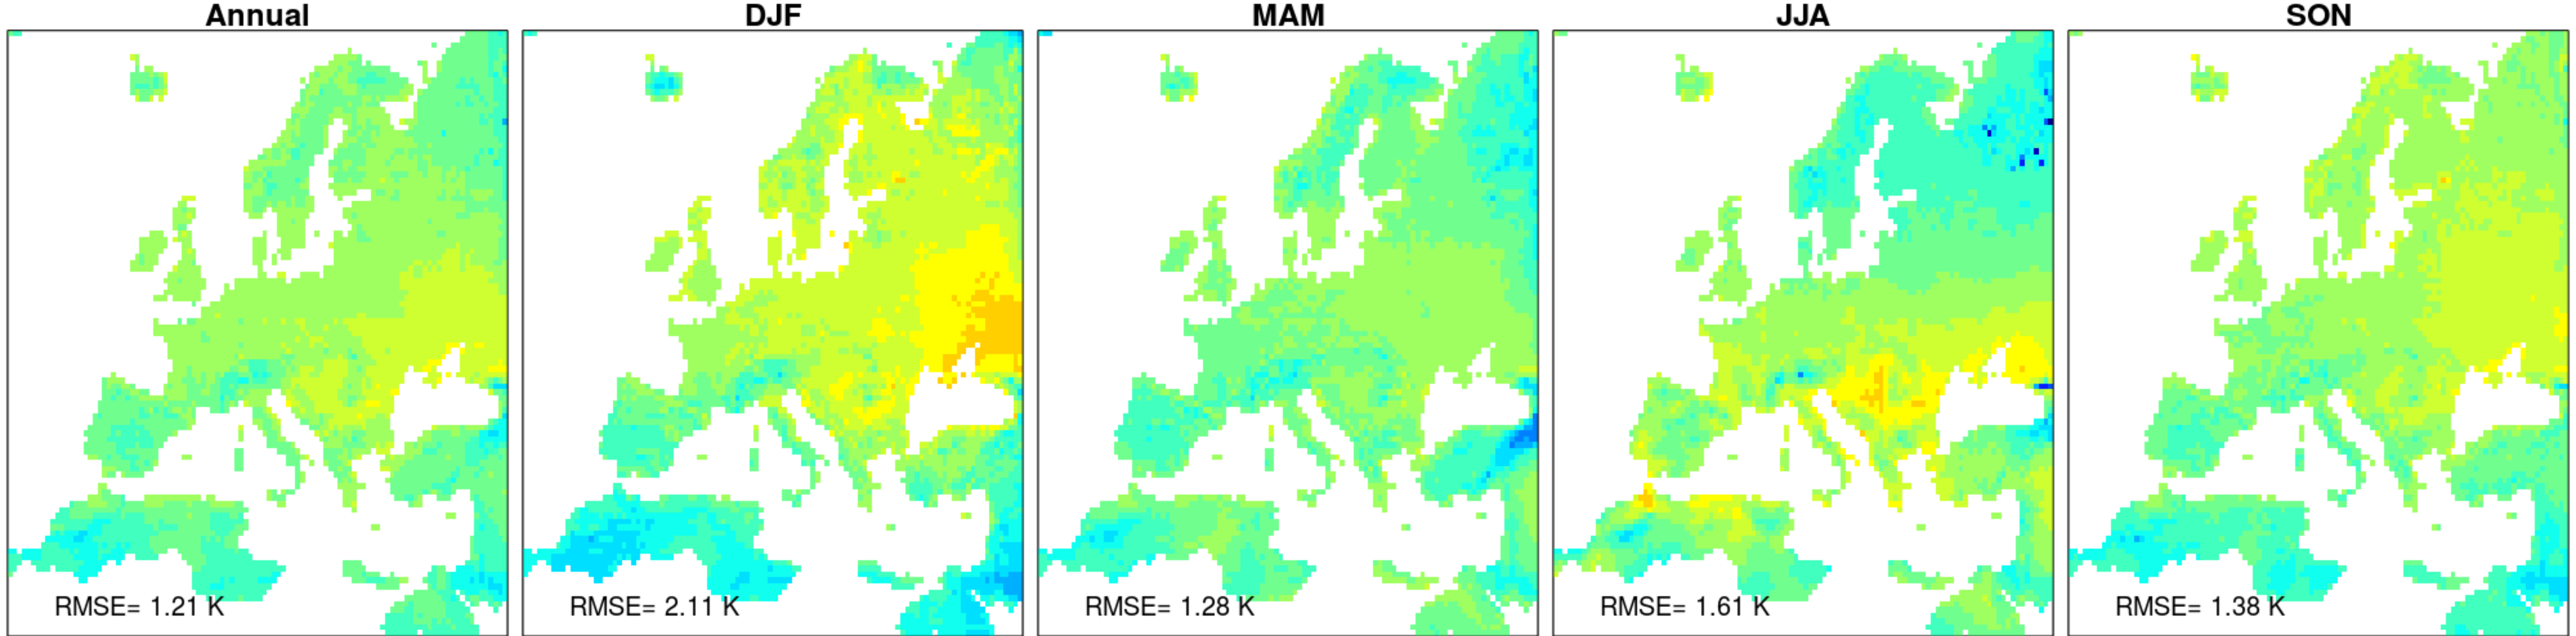 Annual
DJF
MAM
JJA
SON
RMSE= 1.21 K
RMSE= 2.11 K
RMSE= 1.28 K
RMSE= 1.61 K
RMSE= 1.38 K